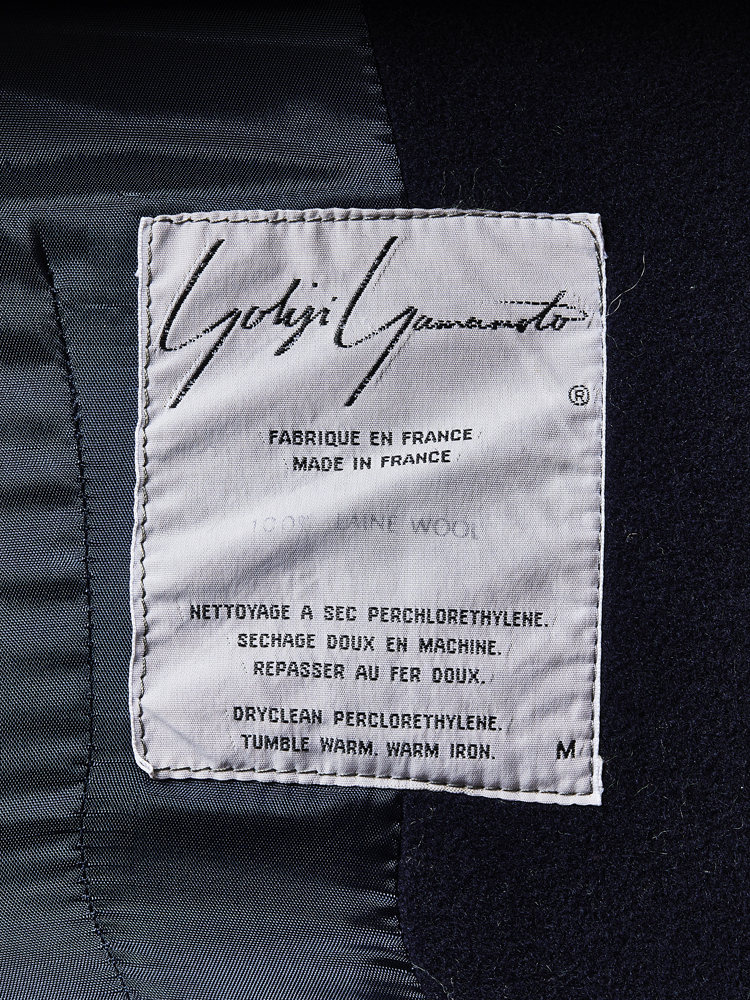 Yohji Yamamoto
®
FABRIQUE EN FRANCE
MADE IN FRANCE
100% LAINE WOOL
NETTOYAGE A SEC PERCHLORETHYLENE.
SECHAGE DOUX EN MACHINE.
REPASSER AU FER DOUX.
DRYCLEAN PERCLORETHYLENE.
TUMBLE WARM. WARM IRON. M